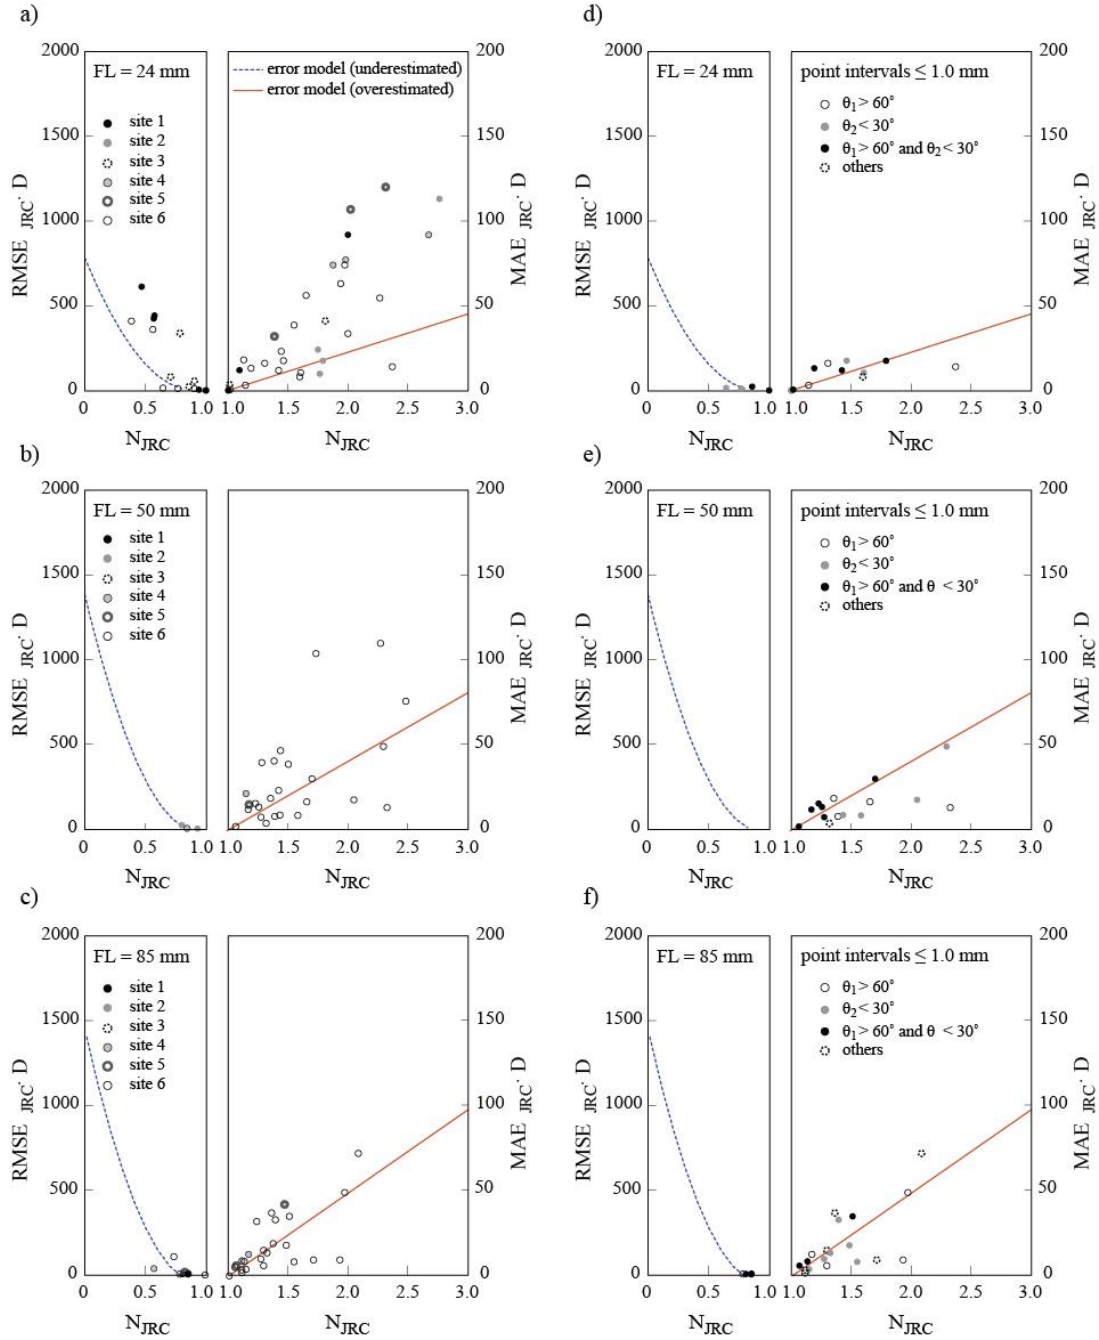 a)
2000
200
FL = 24 mm
error model (underestimated)
error model (overestimated)
site 1
site 2
site 3
site 4
site 5
site 6
1500
150
1000
100
500
50
0
0
0
0.5
1.0
1.0
1.5
2.0
2.5
3.0
RMSE JRC· D
MAE JRC· D
NJRC
NJRC
d)
2000
200
FL = 24 mm
point intervals ≤ 1.0 mm
θ1> 60°
θ2< 30°
θ1> 60° and θ2< 30°
others
1500
150
1000
100
500
50
0
0
0
0.5
1.0
1.0
1.5
2.0
2.5
3.0
RMSE JRC· D
MAE JRC· D
NJRC
NJRC
b)
2000
200
FL = 50 mm
site 1
site 2
site 3
site 4
site 5
site 6
1500
150
1000
100
500
50
0
0
0
0.5
1.0
1.0
1.5
2.0
2.5
3.0
RMSE JRC· D
MAE JRC· D
NJRC
NJRC
e)
2000
200
FL = 50 mm
point intervals ≤ 1.0 mm
θ1> 60°
θ2< 30°
θ1> 60° and θ < 30°
others
1500
150
1000
100
500
50
0
0
0
0.5
1.0
1.0
1.5
2.0
2.5
3.0
RMSE JRC· D
MAE JRC· D
NJRC
NJRC
c)
2000
200
FL = 85 mm
site 1
site 2
site 3
site 4
site 5
site 6
1500
150
1000
100
500
50
0
0
0
0.5
1.0
1.0
1.5
2.0
2.5
3.0
RMSE JRC· D
MAE JRC· D
NJRC
NJRC
f)
2000
200
FL = 85 mm
point intervals ≤ 1.0 mm
θ1> 60°
θ2< 30°
θ1> 60° and θ < 30°
others
1500
150
1000
100
500
50
0
0
0
0.5
1.0
1.0
1.5
2.0
2.5
3.0
RMSE JRC· D
MAE JRC· D
NJRC
NJRC